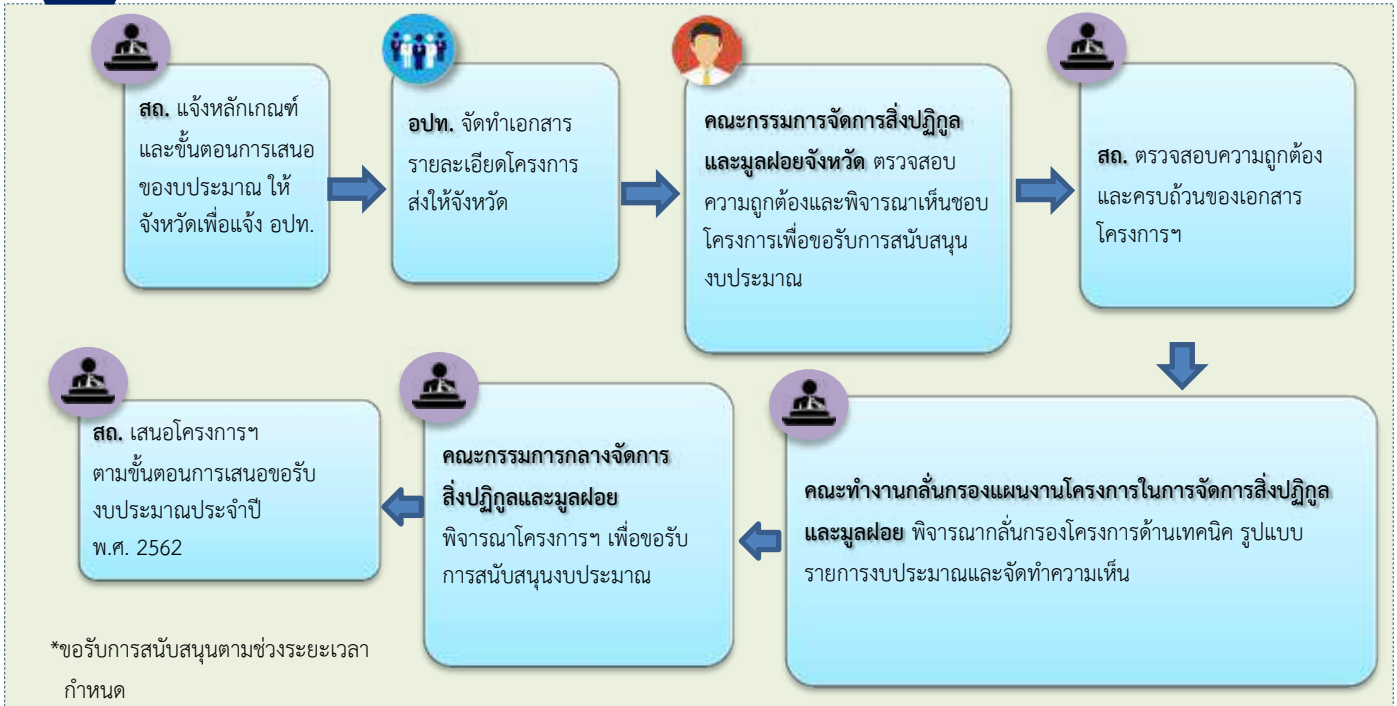 สถ. แจ้งหลักเกณฑ์
และขั้นตอนการเสนอ
ของบประมาณ ให้
จังหวัดเพื่อแจ้ง อปท.
อปท. จัดทำเอกสาร
รายละเอียดโครงการ
ส่งให้จังหวัด
คณะกรรมการจัดการสิ่งปฏิกูล
และมูลฝอยจังหวัด ตรวจสอบ
ความถูกต้องและพิจารณาเห็นชอบ
โครงการเพื่อขอรับการสนับสนุน
งบประมาณ
สถ. ตรวจสอบความถูกต้อง
และครบถ้วนของเอกสาร
โครงการฯ
คณะทำงานกลั่นกรองแผนงานโครงการในการจัดการสิ่งปฏิกูล
และมูลฝอย พิจารณากลั่นกรองโครงการด้านเทคนิค รูปแบบ
รายการงบประมาณและจัดทำความเห็น
คณะกรรมการกลางจัดการ
สิ่งปฏิกูลและมูลฝอย
พิจารณาโครงการฯ เพื่อขอรับ
การสนับสนุนงบประมาณ
สถ. เสนอโครงการฯ
ตามขั้นตอนการเสนอขอรับ
งบประมาณประจำปี
พ.ศ. 2562
*ขอรับการสนับสนุนตามช่วงระยะเวลา
กำหนด